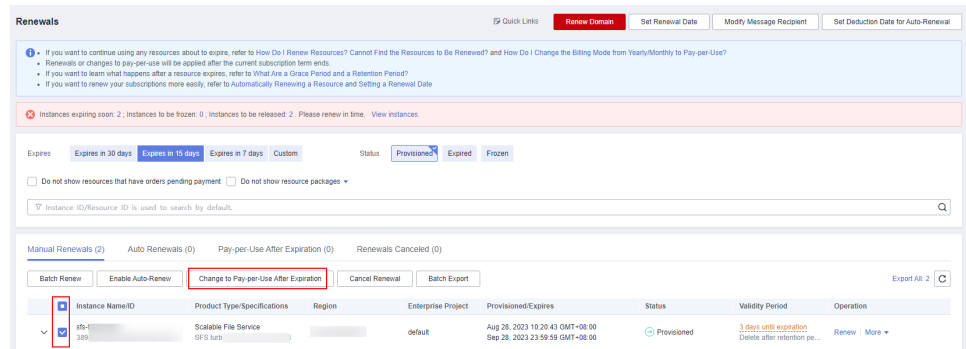 Renewals
Quick Links
Renew Domain
Set Renewal Date
Modify Message Recipient
Set Deduction Date for Auto-Renewal
If you want to continue using any resources about to expire, refer to How Do I Renew Resources? Cannot Find the Resources to Be Renewed? and How Do I Change the Billing Mode from Yearly/Monthly to Pay-per-Use?
Renewals or changes to pay-per-use will be applied after the current subscription term ends.
If you want to learn what happens after a resource expires, refer to What Are a Grace Period and a Retention Period?
If you want to renew your subscriptions more easily, refer to Automatically Renewing a Resource and Setting a Renewal Date
Instances expiring soon: 2 ; Instances to be frozen: 0 ; Instances to be released: 2 . Please renew in time. View instances.
Expires
Expires in 30 days
Expires in 15 days
Expires in 7 days
Custom
Status
Provisioned
Expired
Frozen
Do not show resources that have orders pending payment
Do not show resource packages
Instance ID/Resource ID is used to search by default.
Manual Renewals (2)
Auto Renewals (0)
Pay-per-Use After Expiration (0)
Renewals Canceled (0)
Batch Renew
Enable Auto-Renew
Change to Pay-per-Use After Expiration
Cancel Renewal
Batch Export
Export All: 2
Instance Name/ID
Product Type/Specifications
Region
Enterprise Project
Provisioned/Expires
Status
Validity Period
Operation
sfs-
389
Scalable File Service
SFS turb
default
Aug 28, 2023 10:20:43 GMT+08:00
Sep 28, 2023 23:59:59 GMT+08:00
Provisioned
3 days until expiration
Delete after retention pe...
Renew
More